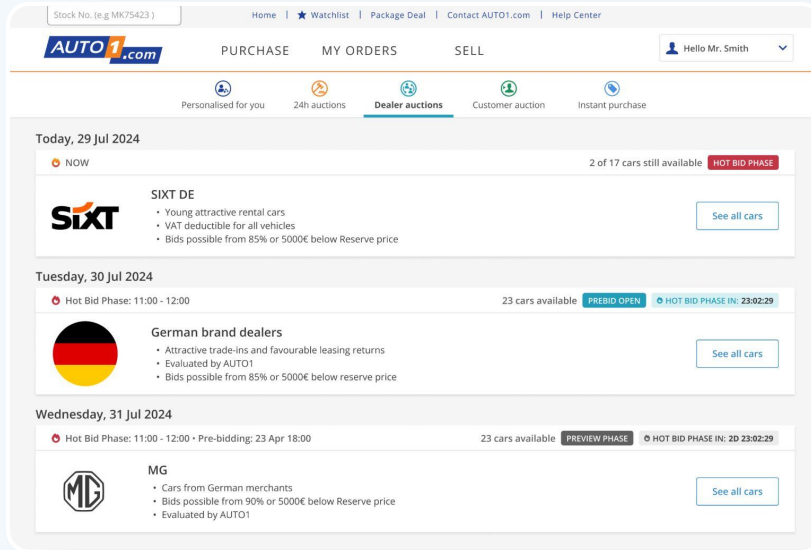 Stock No. (e.g MK75423 )
Home | Watchlist | Package Deal | Contact AUTO1.com | Help Center
AUTO1.com
PURCHASE MY ORDERS SELL
Hello Mr. Smith
Personalised for you 24h auctions Dealer auctions Customer auction Instant purchase
Today, 29 Jul 2024
NOW 2 of 17 cars still available HOT BID PHASE
SIXT
SIXT DE
• Young attractive rental cars
• VAT deductible for all vehicles
• Bids possible from 85% or 5000€ below Reserve price
See all cars
Tuesday, 30 Jul 2024
Hot Bid Phase: 11:00 - 12:00 23 cars available PREBID OPEN HOT BID PHASE IN: 23:02:29
German brand dealers
• Attractive trade-ins and favourable leasing returns
• Evaluated by AUTO1
• Bids possible from 85% or 5000€ below reserve price
See all cars
Wednesday, 31 Jul 2024
Hot Bid Phase: 11:00 - 12:00 • Pre-bidding: 23 Apr 18:00 23 cars available PREVIEW PHASE HOT BID PHASE IN: 2D 23:02:29
MG
MG
• Cars from German merchants
• Bids possible from 90% or 5000€ below Reserve price
• Evaluated by AUTO1
See all cars